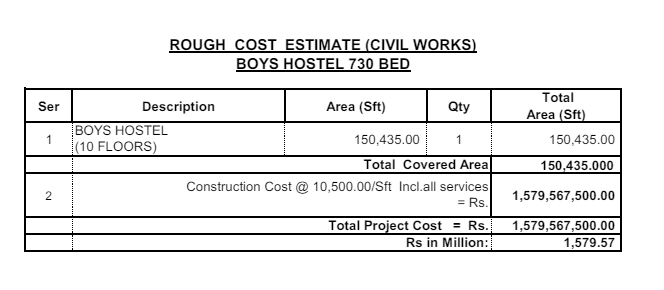 ROUGH COST ESTIMATE (CIVIL WORKS)
BOYS HOSTEL 730 BED
Ser Description Area (Sft) Qty Total Area (Sft)
1 BOYS HOSTEL (10 FLOORS) 150,435.00 1 150,435.00
Total Covered Area 150,435.000
2 Construction Cost @ 10,500.00/Sft Incl.all services = Rs. 1,579,567,500.00
Total Project Cost = Rs. 1,579,567,500.00
Rs in Million: 1,579.57